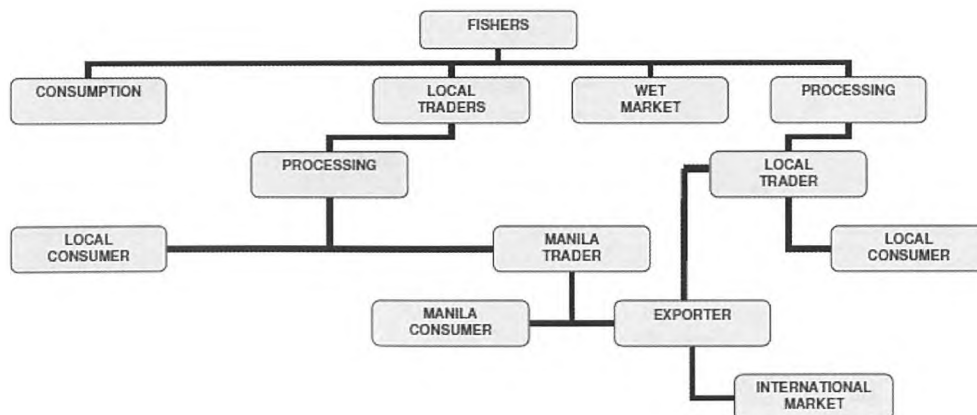 FISHERS
CONSUMPTION
LOCAL
TRADERS
WET
MARKET
PROCESSING
PROCESSING
LOCAL
TRADER
LOCAL
CONSUMER
MANILA
TRADER
LOCAL
CONSUMER
MANILA
CONSUMER
EXPORTER
INTERNATIONAL
MARKET